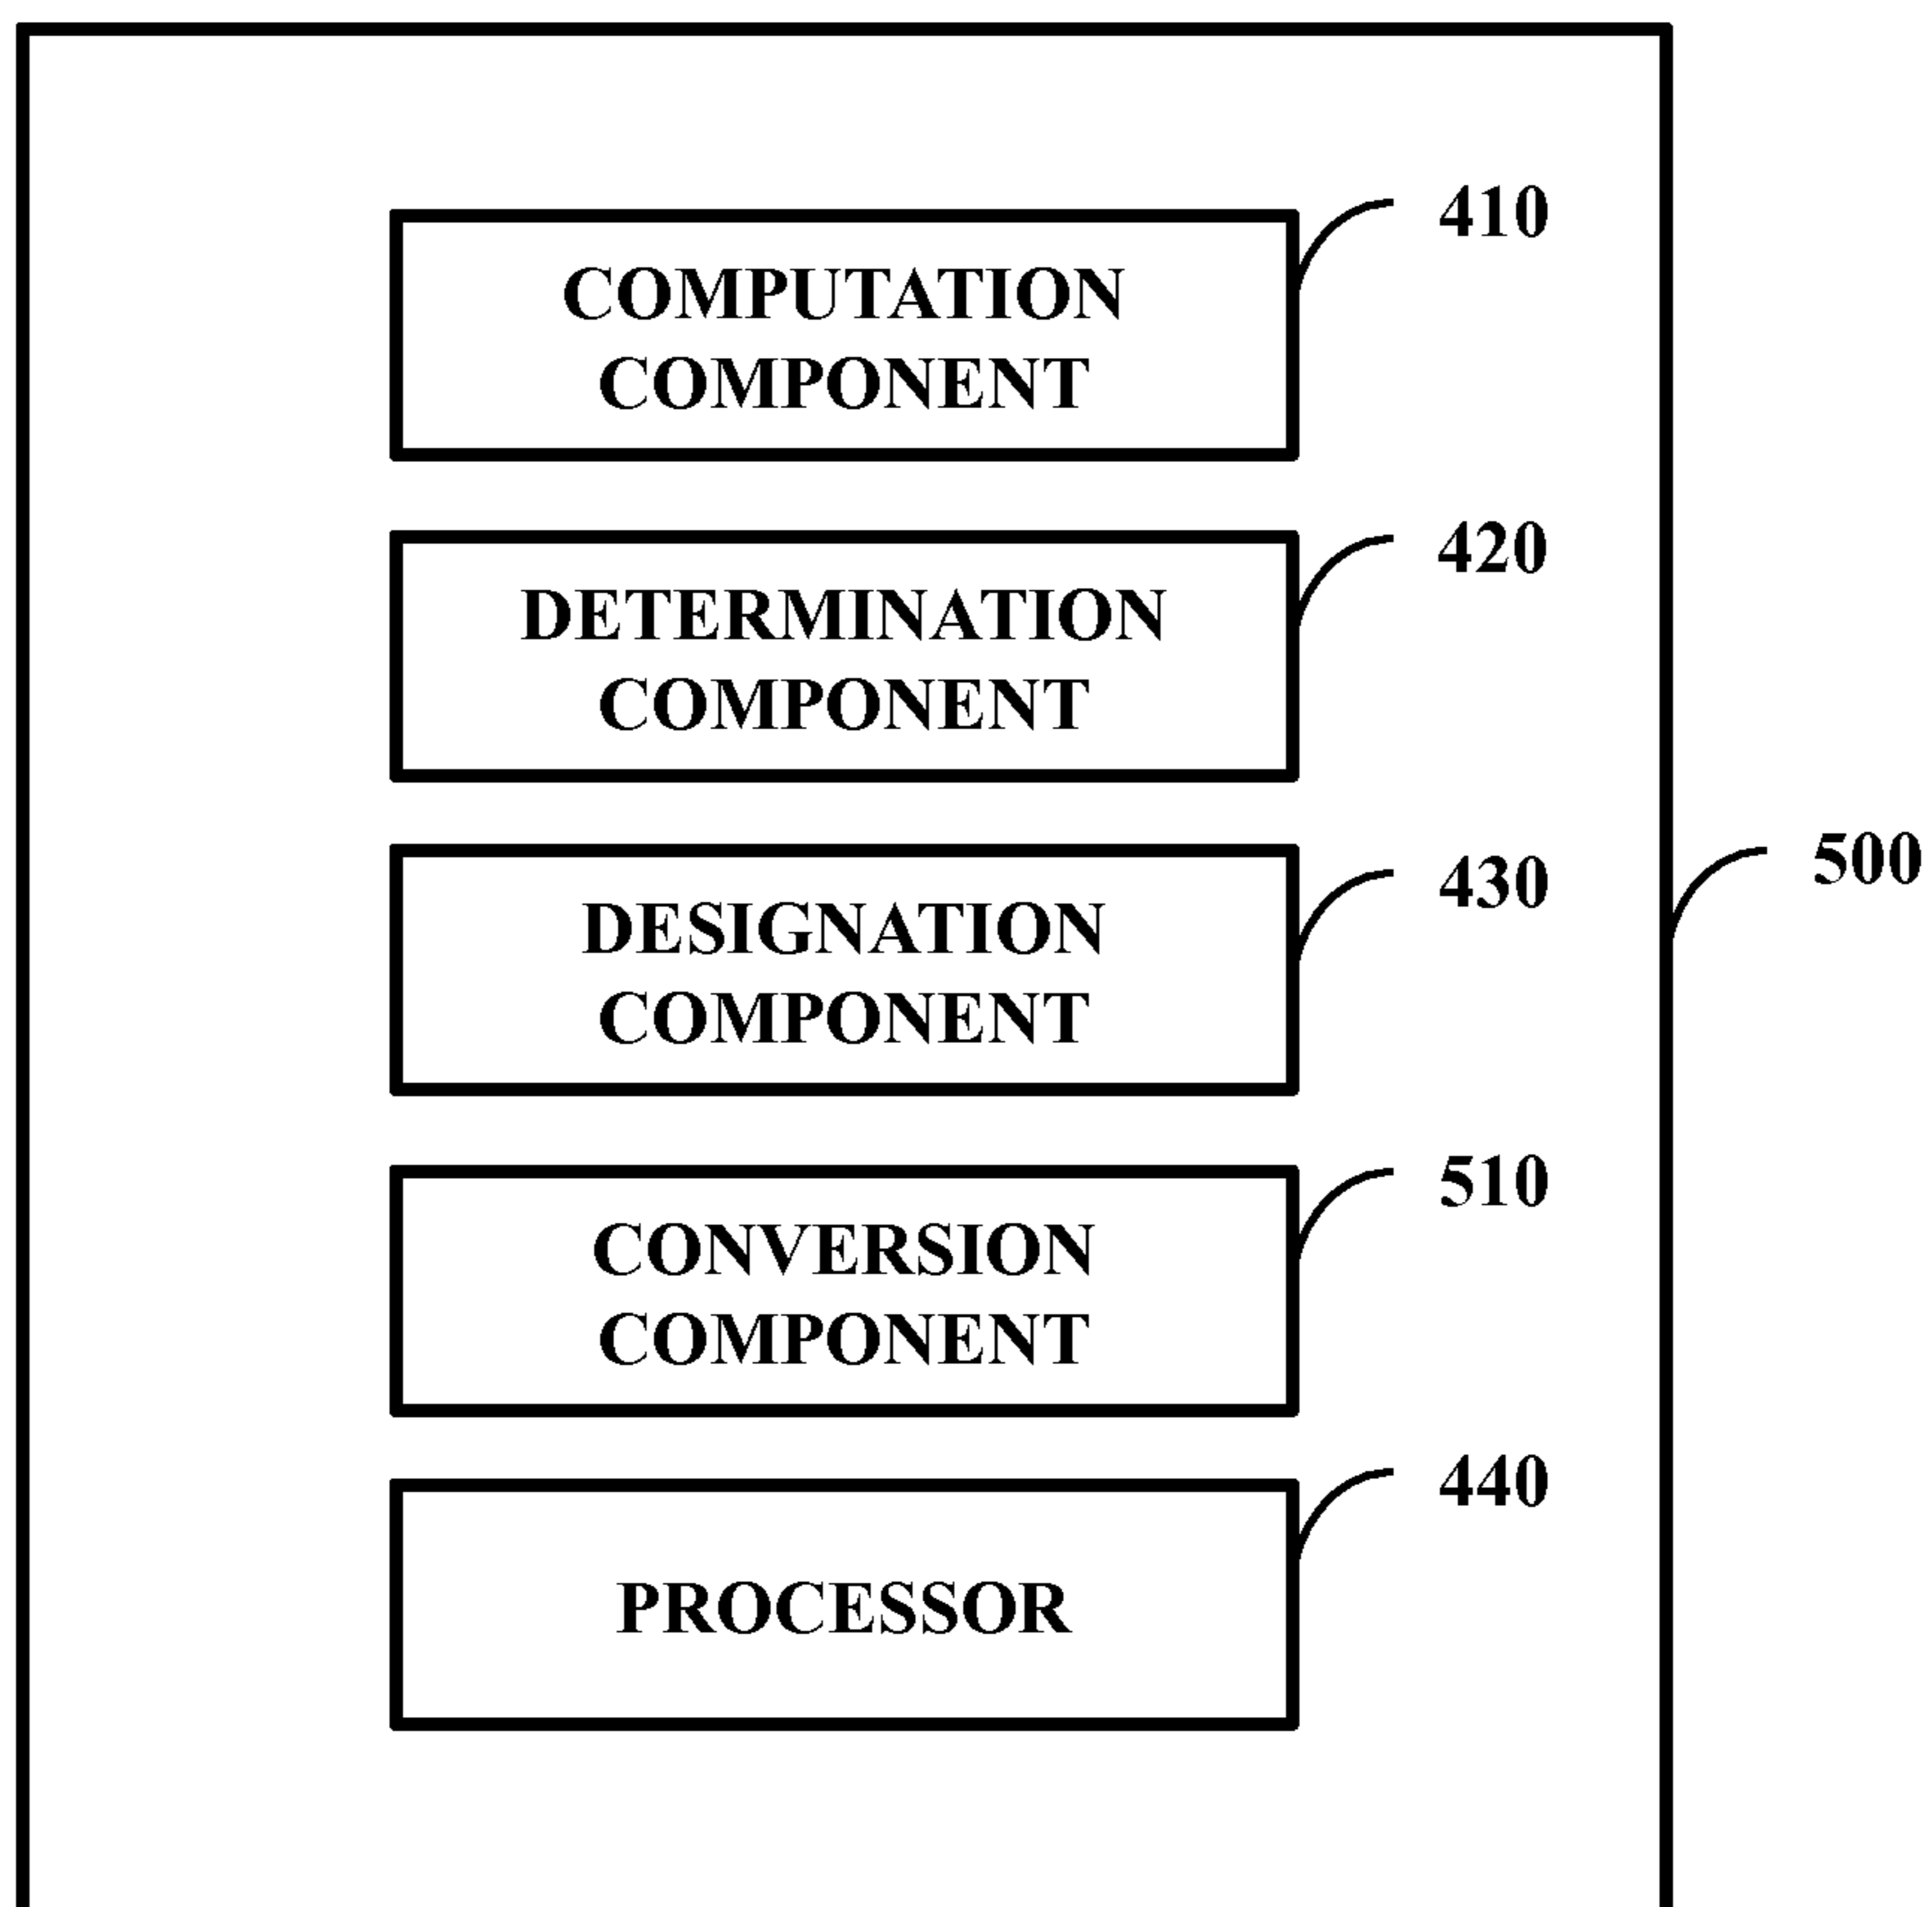 410
COMPUTATION
COMPONENT
420
DETERMINATION
COMPONENT
500
430
DESIGNATION
COMPONENT
510
CONVERSION
COMPONENT
440
PROCESSOR